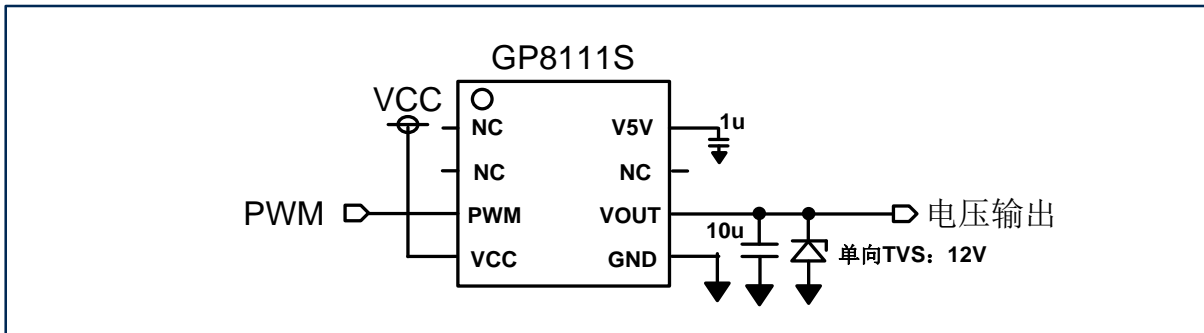 GP8111S
VCC
NC
V5V
1u
NC
NC
PWM
PWM
VOUT
电压输出
10u
VCC
GND
单向TVS：12V